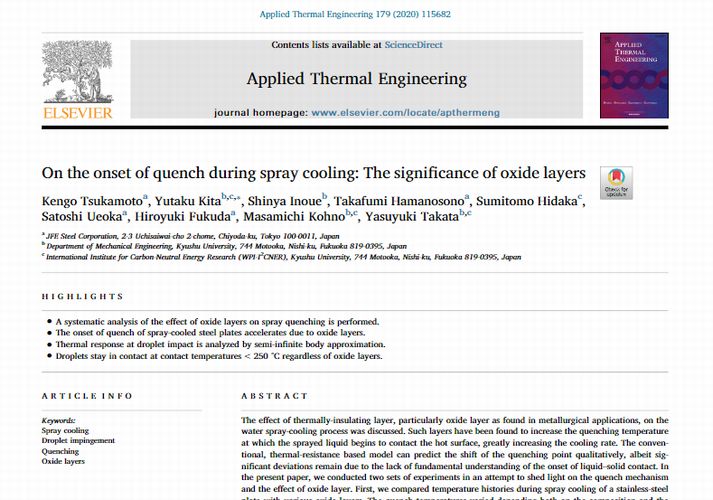 Applied Thermal Engineering 179 (2020) 115682
Contents lists available at ScienceDirect
APPLIED
THERMAL
ENGINEERING
Applied Thermal Engineering
ELSEVIER
journal homepage: www.elsevier.com/locate/apthermeng
On the onset of quench during spray cooling: The significance of oxide layers
Check for
updates
Kengo Tsukamotoᵃ, Yutaku Kitaᵇ,ᶜ,*, Shinya Inoueᵇ, Takafumi Hamanosonoᵃ, Sumitomo Hidakaᶜ,
Satoshi Ueokaᵃ, Hiroyuki Fukudaᵃ, Masamichi Kohnoᵇ,ᶜ, Yasuyuki Takataᵇ,ᶜ
ᵃ JFE Steel Corporation, 2-3 Uchisaiwai-cho 2 chome, Chiyoda-ku, Tokyo 100-0011, Japan
ᵇ Department of Mechanical Engineering, Kyushu University, 744 Motooka, Nishi-ku, Fukuoka 819-0395, Japan
ᶜ International Institute for Carbon-Neutral Energy Research (WPI-I²CNER), Kyushu University, 744 Motooka, Nishi-ku, Fukuoka 819-0395, Japan
HIGHLIGHTS
• A systematic analysis of the effect of oxide layers on spray quenching is performed.
• The onset of quench of spray-cooled steel plates accelerates due to oxide layers.
• Thermal response at droplet impact is analyzed by semi-infinite body approximation.
• Droplets stay in contact at contact temperatures < 250 °C regardless of oxide layers.
ARTICLE INFO
Keywords:
Spray cooling
Droplet impingement
Quenching
Oxide layers
ABSTRACT
The effect of thermally-insulating layer, particularly oxide layer as found in metallurgical applications, on the
water spray-cooling process was discussed. Such layers have been found to increase the quenching temperature
at which the sprayed liquid begins to contact the hot surface, greatly increasing the cooling rate. The conven-
tional, thermal-resistance based model can predict the shift of the quenching point qualitatively, albeit sig-
nificant deviations remain due to the lack of fundamental understanding of the onset of liquid–solid contact. In
the present paper, we conducted two sets of experiments in an attempt to shed light on the quench mechanism
and the effect of oxide layer. First, we compared temperature histories during spray cooling of a stainless-steel